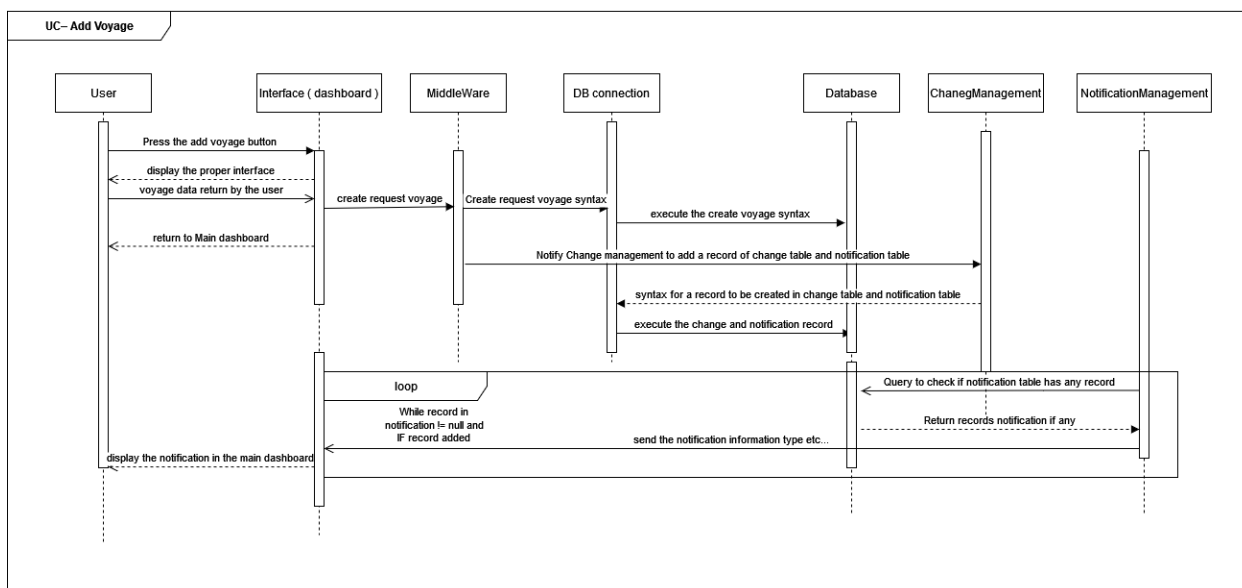 UC– Add Voyage
User
Interface ( dashboard )
MiddleWare
DB connection
Database
ChanegManagement
NotificationManagement
Press the add voyage button
display the proper interface
voyage data return by the user
create request voyage
Create request voyage syntax
execute the create voyage syntax
return to Main dashboard
Notify Change management to add a record of change table and notification table
syntax for a record to be created in change table and notification table
execute the change and notification record
loop
Query to check if notification table has any record
While record in
notification != null and
IF record added
Return records notification if any
send the notification information type etc...
display the notification in the main dashboard